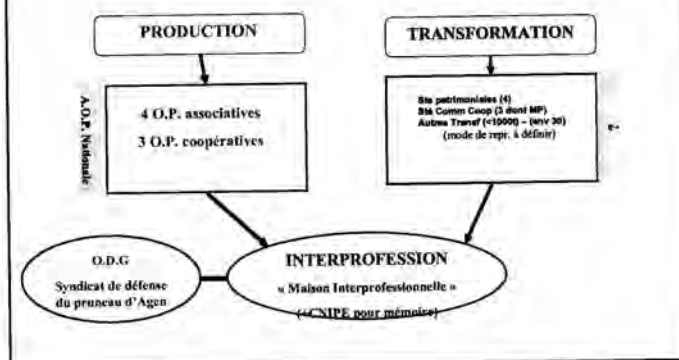 PRODUCTION
TRANSFORMATION
A.O.P. Nationale
4 O.P. associatives
3 O.P. coopératives
Sté patrimoniales (4)
Sté Comm Coop (3 dont MP)
Autres Transf (<1000t) – (env 30)
(mode de repr. à définir)
O.D.G
Syndicat de défense
du pruneau d'Agen
INTERPROFESSION
« Maison Interprofessionnelle »
CNIPE pour mémoire)